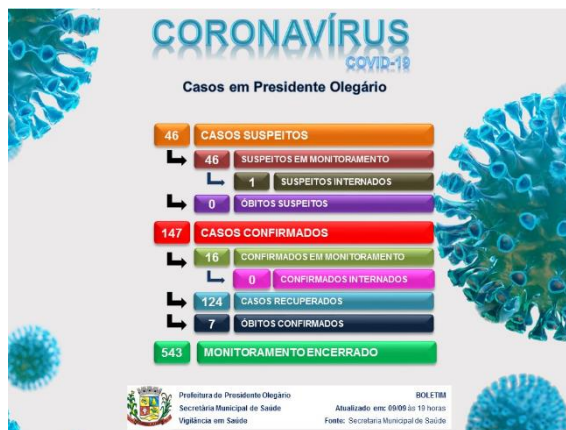 CORONAVÍRUS
COVID-19
Casos em Presidente Olegário
46 CASOS SUSPEITOS
46 SUSPEITOS EM MONITORAMENTO
1 SUSPEITOS INTERNADOS
0 ÓBITOS SUSPEITOS
147 CASOS CONFIRMADOS
16 CONFIRMADOS EM MONITORAMENTO
0 CONFIRMADOS INTERNADOS
124 CASOS RECUPERADOS
7 ÓBITOS CONFIRMADOS
543 MONITORAMENTO ENCERRADO
Prefeitura de Presidente Olegário BOLETIM
Secretária Municipal de Saúde Atualizado em: 09/09 às 19 horas
Vigilância em Saúde Fonte: Secretaria Municipal de Saúde